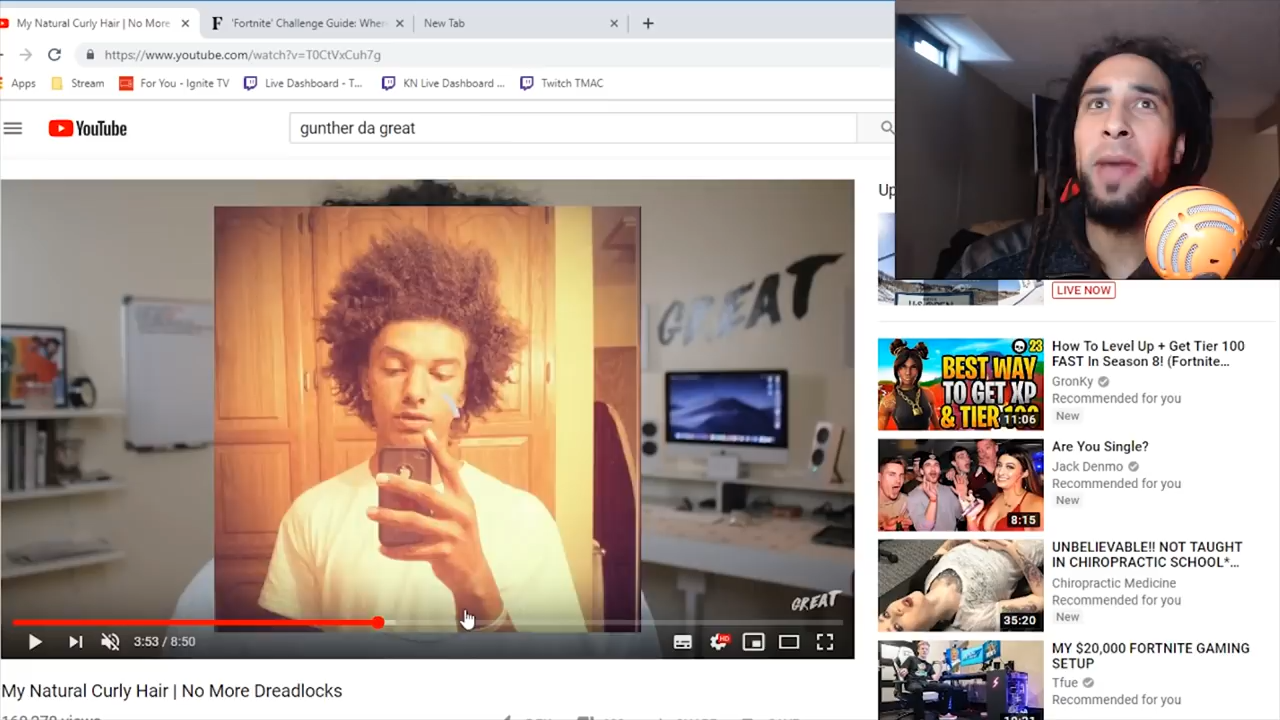 My Natural Curly Hair | No More
'Fortnite' Challenge Guide: Wher
New Tab
https://www.youtube.com/watch?v=T0CtVxCuh7g
Apps
Stream
For You - Ignite TV
Live Dashboard - T...
KN Live Dashboard ...
Twitch TMAC
YouTube
gunther da great
Up
GREAT
LIVE NOW
How To Level Up + Get Tier 100
FAST In Season 8! (Fortnite...
GronKy
Recommended for you
New
23
BEST WAY
TO GET XP
& TIER 100
11:06
Are You Single?
Jack Denmo
Recommended for you
New
8:15
UNBELIEVABLE!! NOT TAUGHT
IN CHIROPRACTIC SCHOOL*...
Chiropractic Medicine
Recommended for you
New
35:20
GREAT
3:53 / 8:50
HD
MY $20,000 FORTNITE GAMING
SETUP
Tfue
Recommended for you
My Natural Curly Hair | No More Dreadlocks